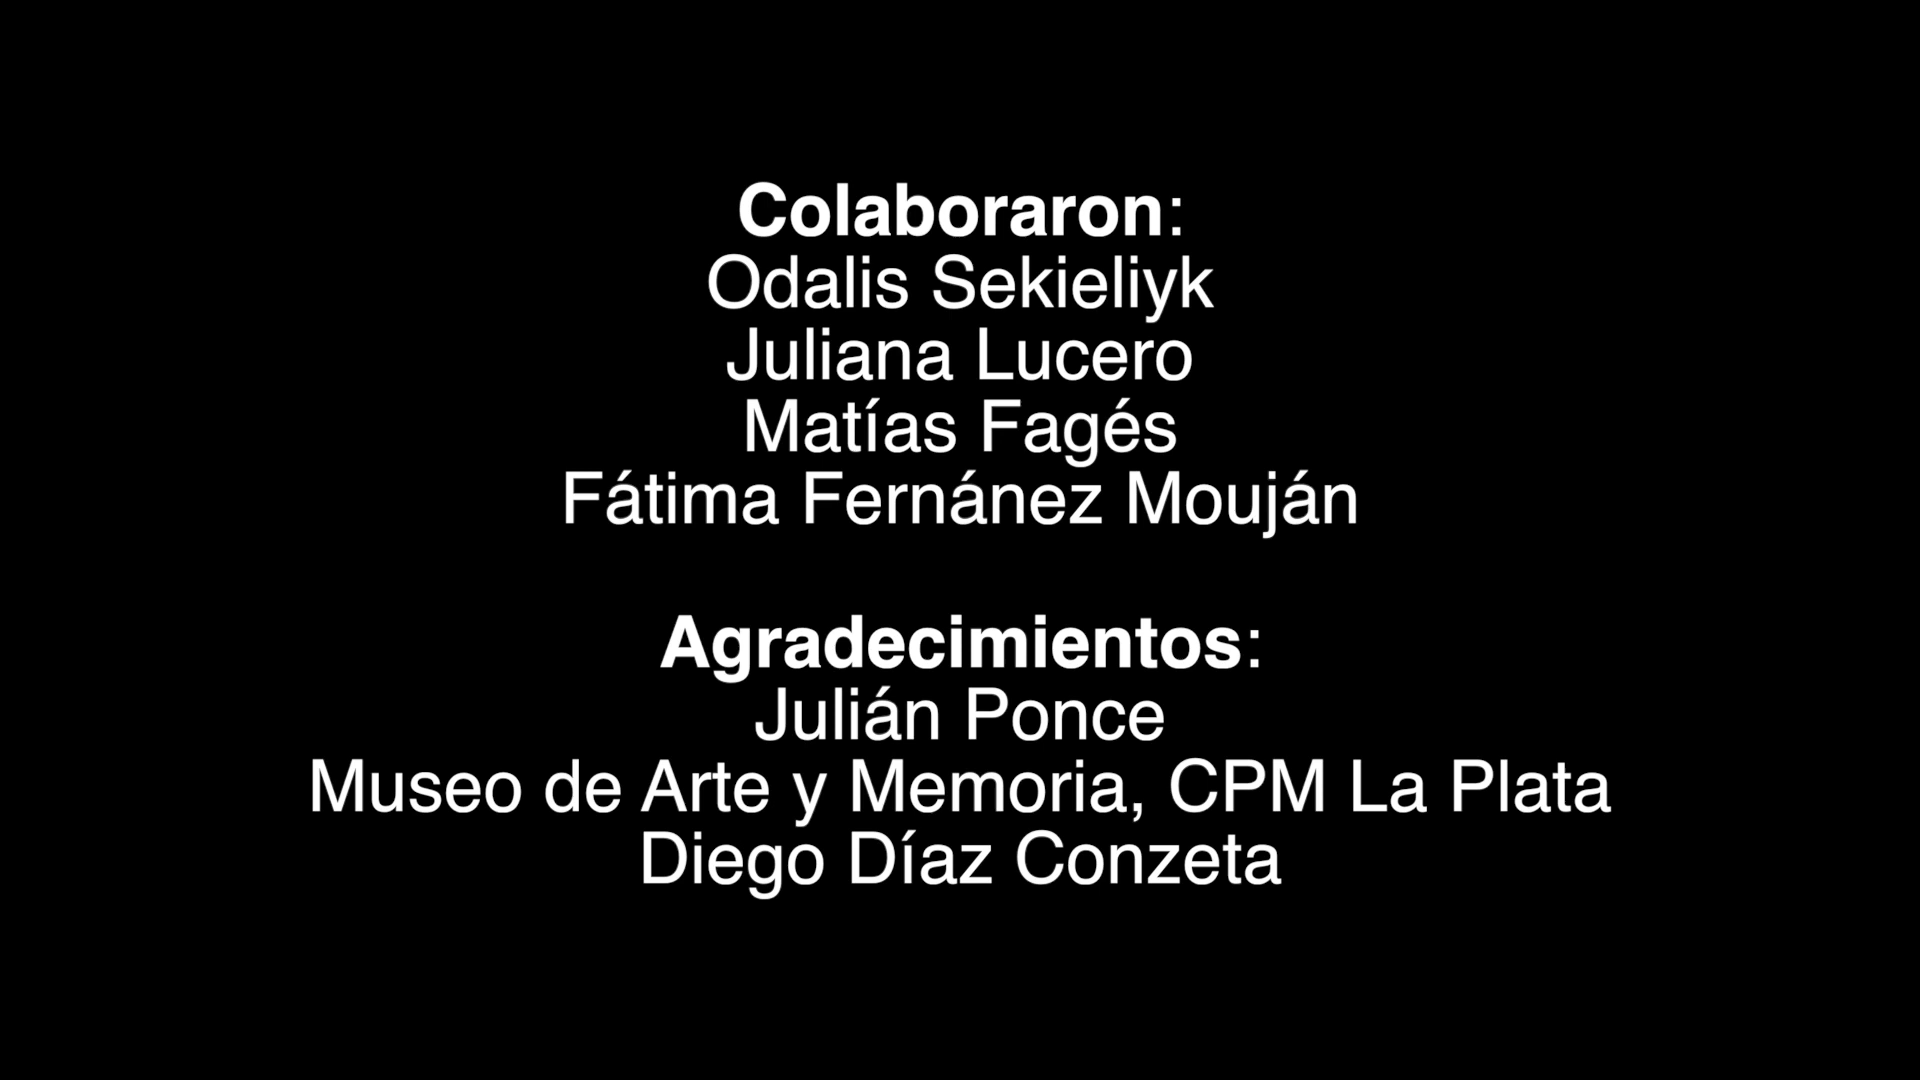 Colaboraron:
Odalis Sekieliyk
Juliana Lucero
Matías Fagés
Fátima Fernánez Mouján
Agradecimientos:
Julián Ponce
Museo de Arte y Memoria, CPM La Plata
Diego Díaz Conzeta